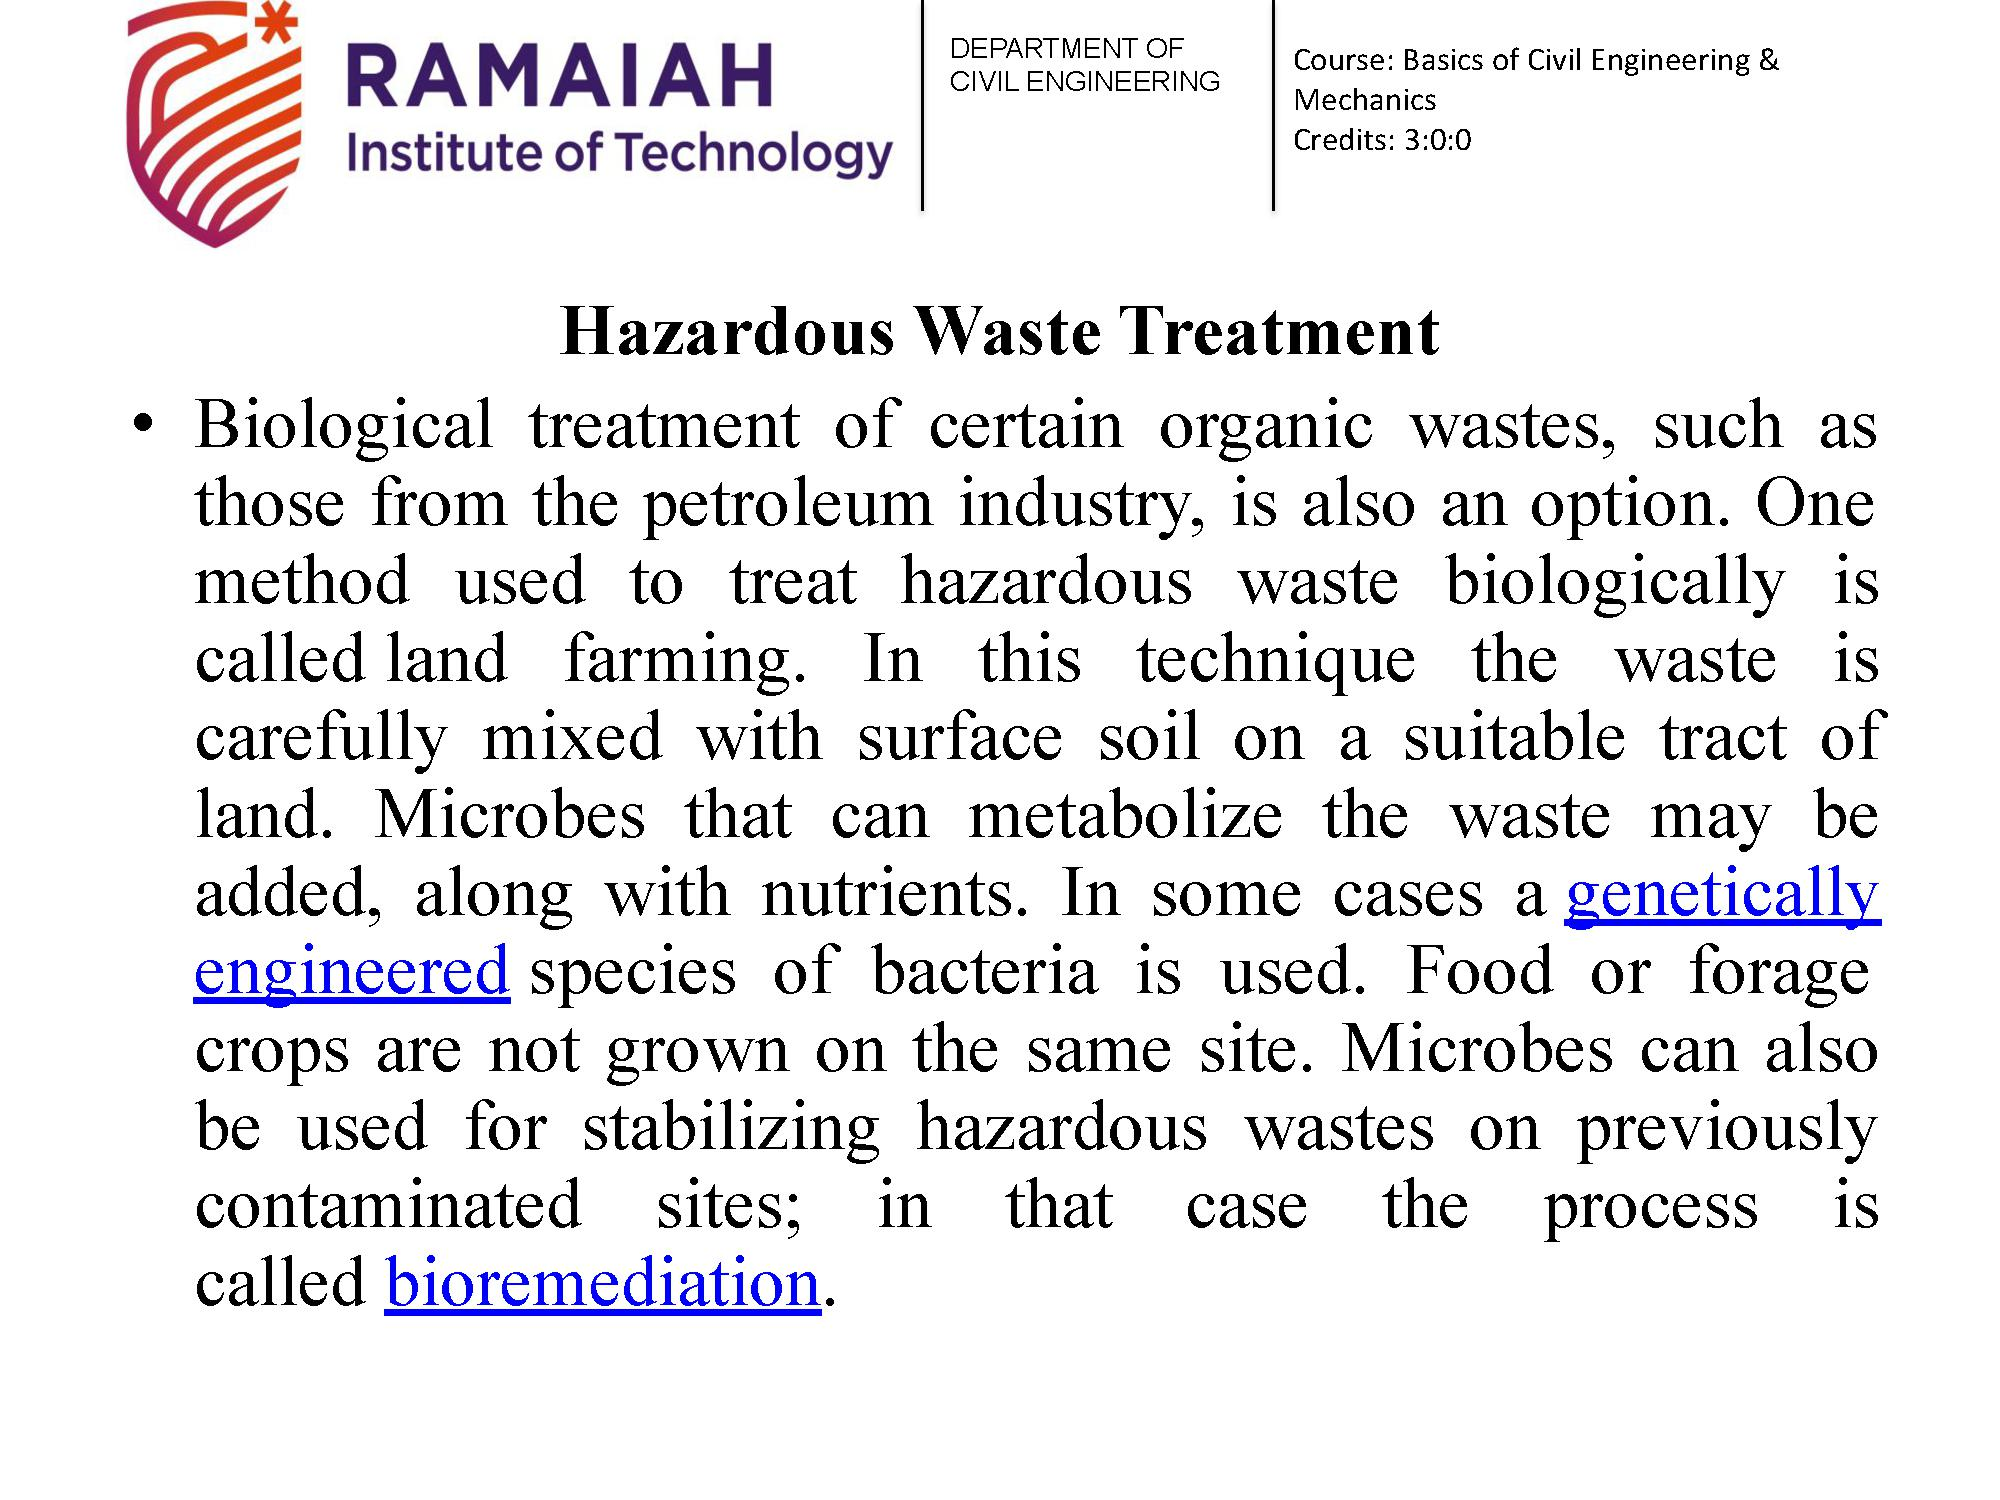 RAMAIAH
Institute of Technology
DEPARTMENT OF
CIVIL ENGINEERING
Course: Basics of Civil Engineering &
Mechanics
Credits: 3:0:0
Hazardous Waste Treatment
• Biological treatment of certain organic wastes, such as
those from the petroleum industry, is also an option. One
method used to treat hazardous waste biologically is
called land farming. In this technique the waste is
carefully mixed with surface soil on a suitable tract of
land. Microbes that can metabolize the waste may be
added, along with nutrients. In some cases a genetically
engineered species of bacteria is used. Food or forage
crops are not grown on the same site. Microbes can also
be used for stabilizing hazardous wastes on previously
contaminated sites; in that case the process is
called bioremediation.